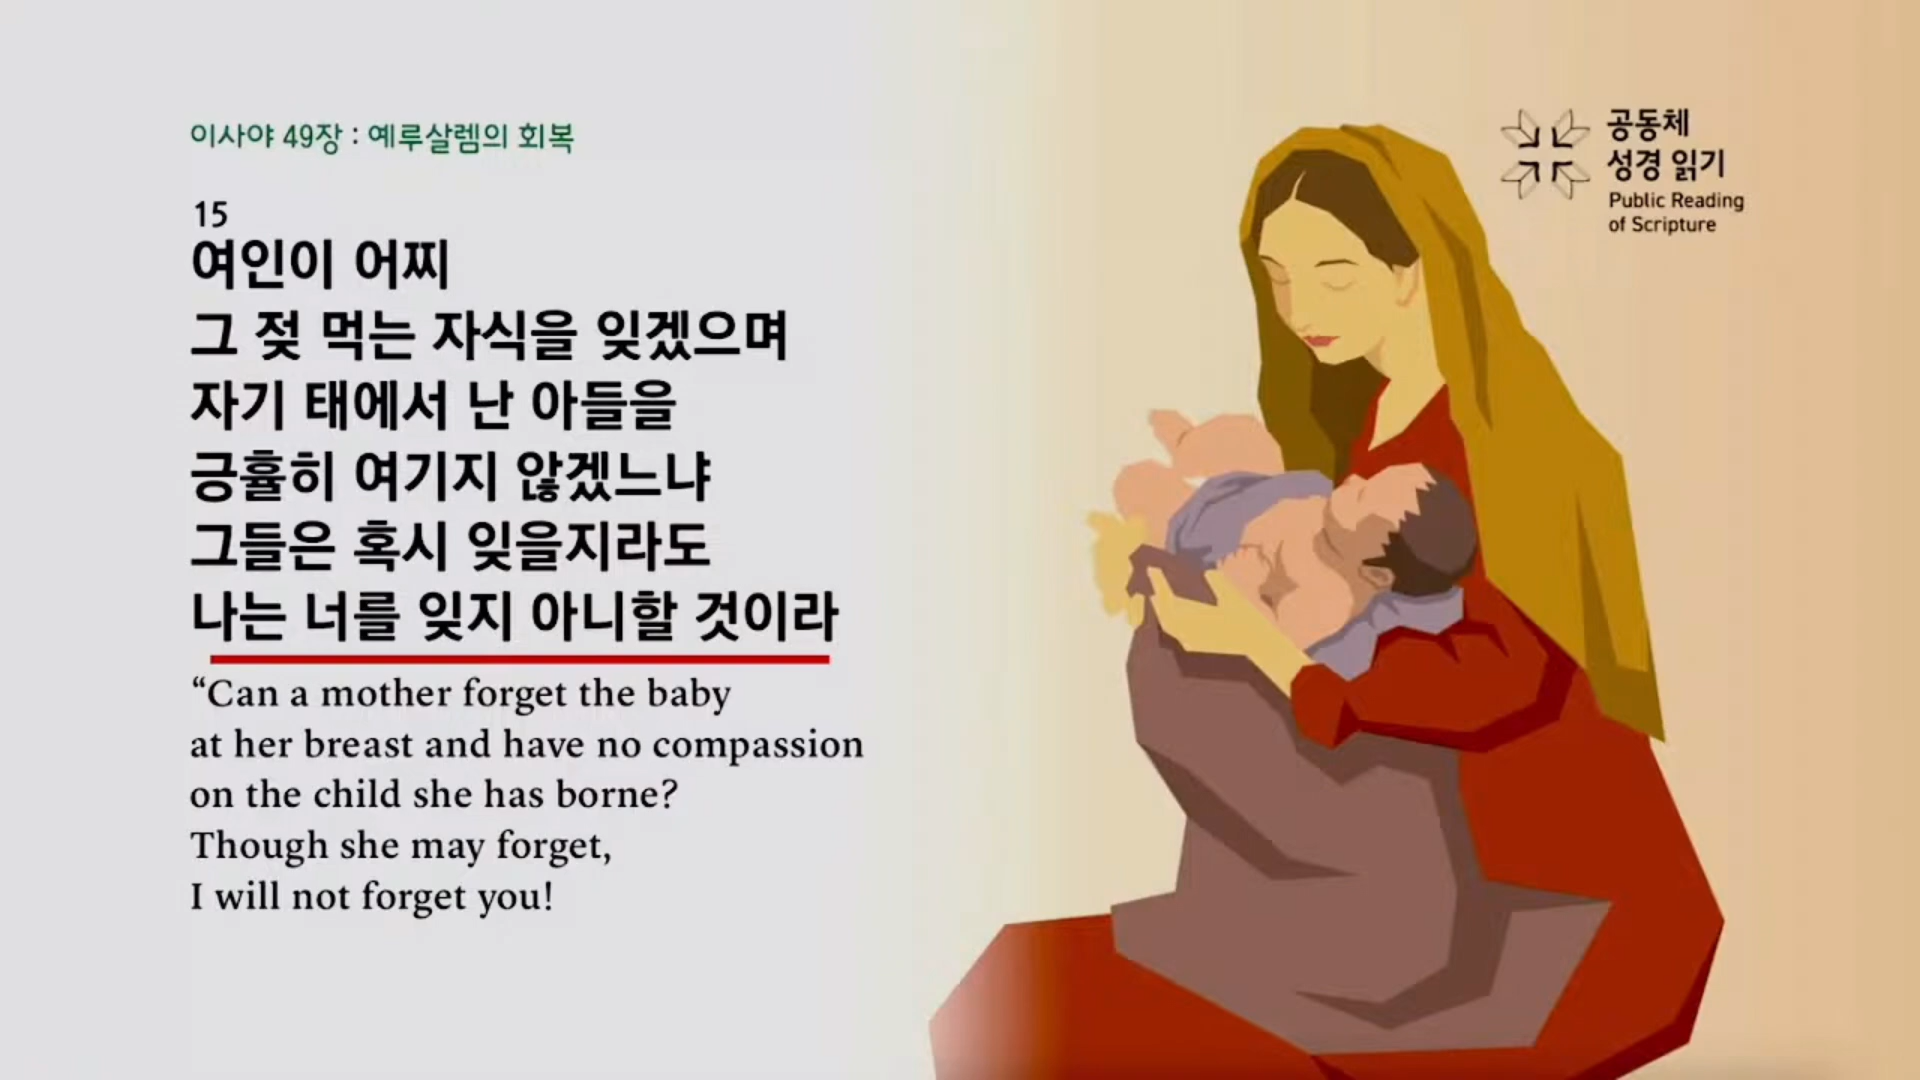 이사야 49장 : 예루살렘의 회복
15
여인이 어찌
그 젖 먹는 자식을 잊겠으며
자기 태에서 난 아들을
긍휼히 여기지 않겠느냐
그들은 혹시 잊을지라도
나는 너를 잊지 아니할 것이라
“Can a mother forget the baby
at her breast and have no compassion
on the child she has borne?
Though she may forget,
I will not forget you!
공동체
성경 읽기
Public Reading
of Scripture